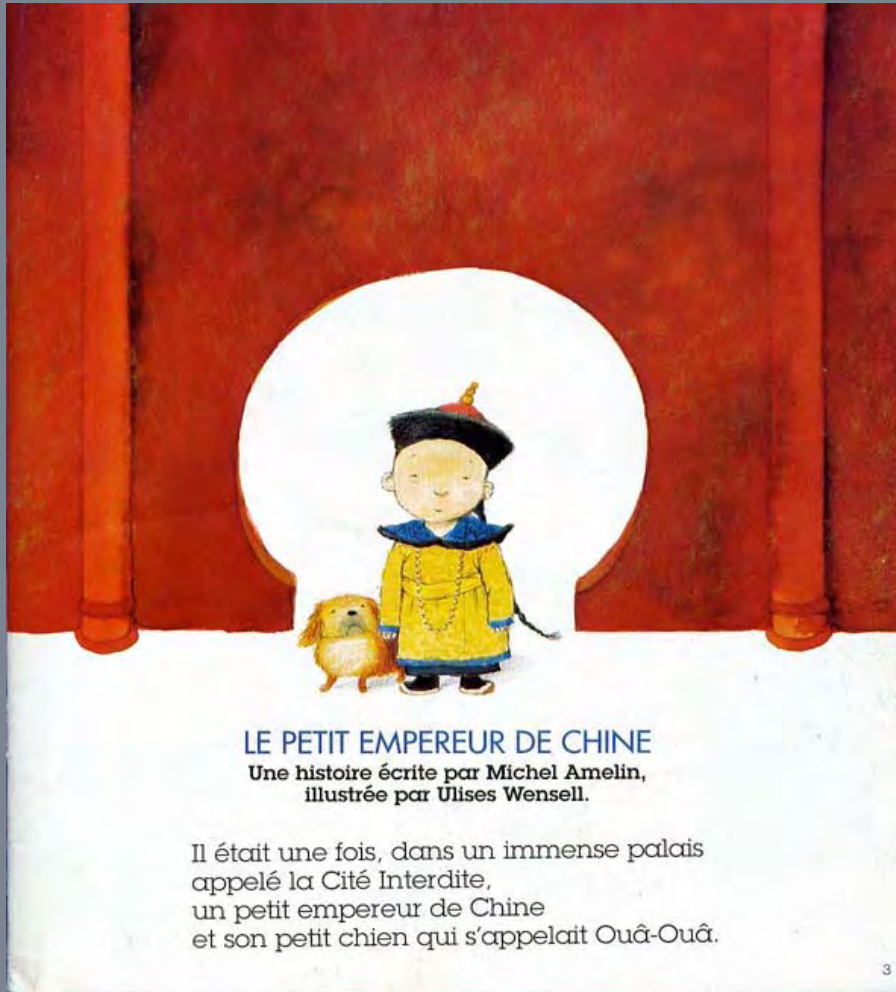 LE PETIT EMPEREUR DE CHINE
Une histoire écrite par Michel Amelin,
illustrée par Ulises Wensell.
Il était une fois, dans un immense palais
appelé la Cité Interdite,
un petit empereur de Chine
et son petit chien qui s'appelait Ouâ-Ouâ.
3